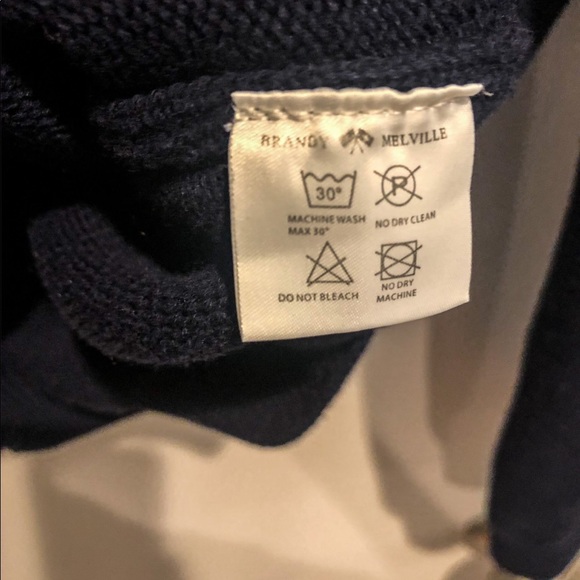 BRANDY MELVILLE
30°
P
MACHINE WASH
MAX 30°
NO DRY CLEAN
DO NOT BLEACH
NO DRY
MACHINE